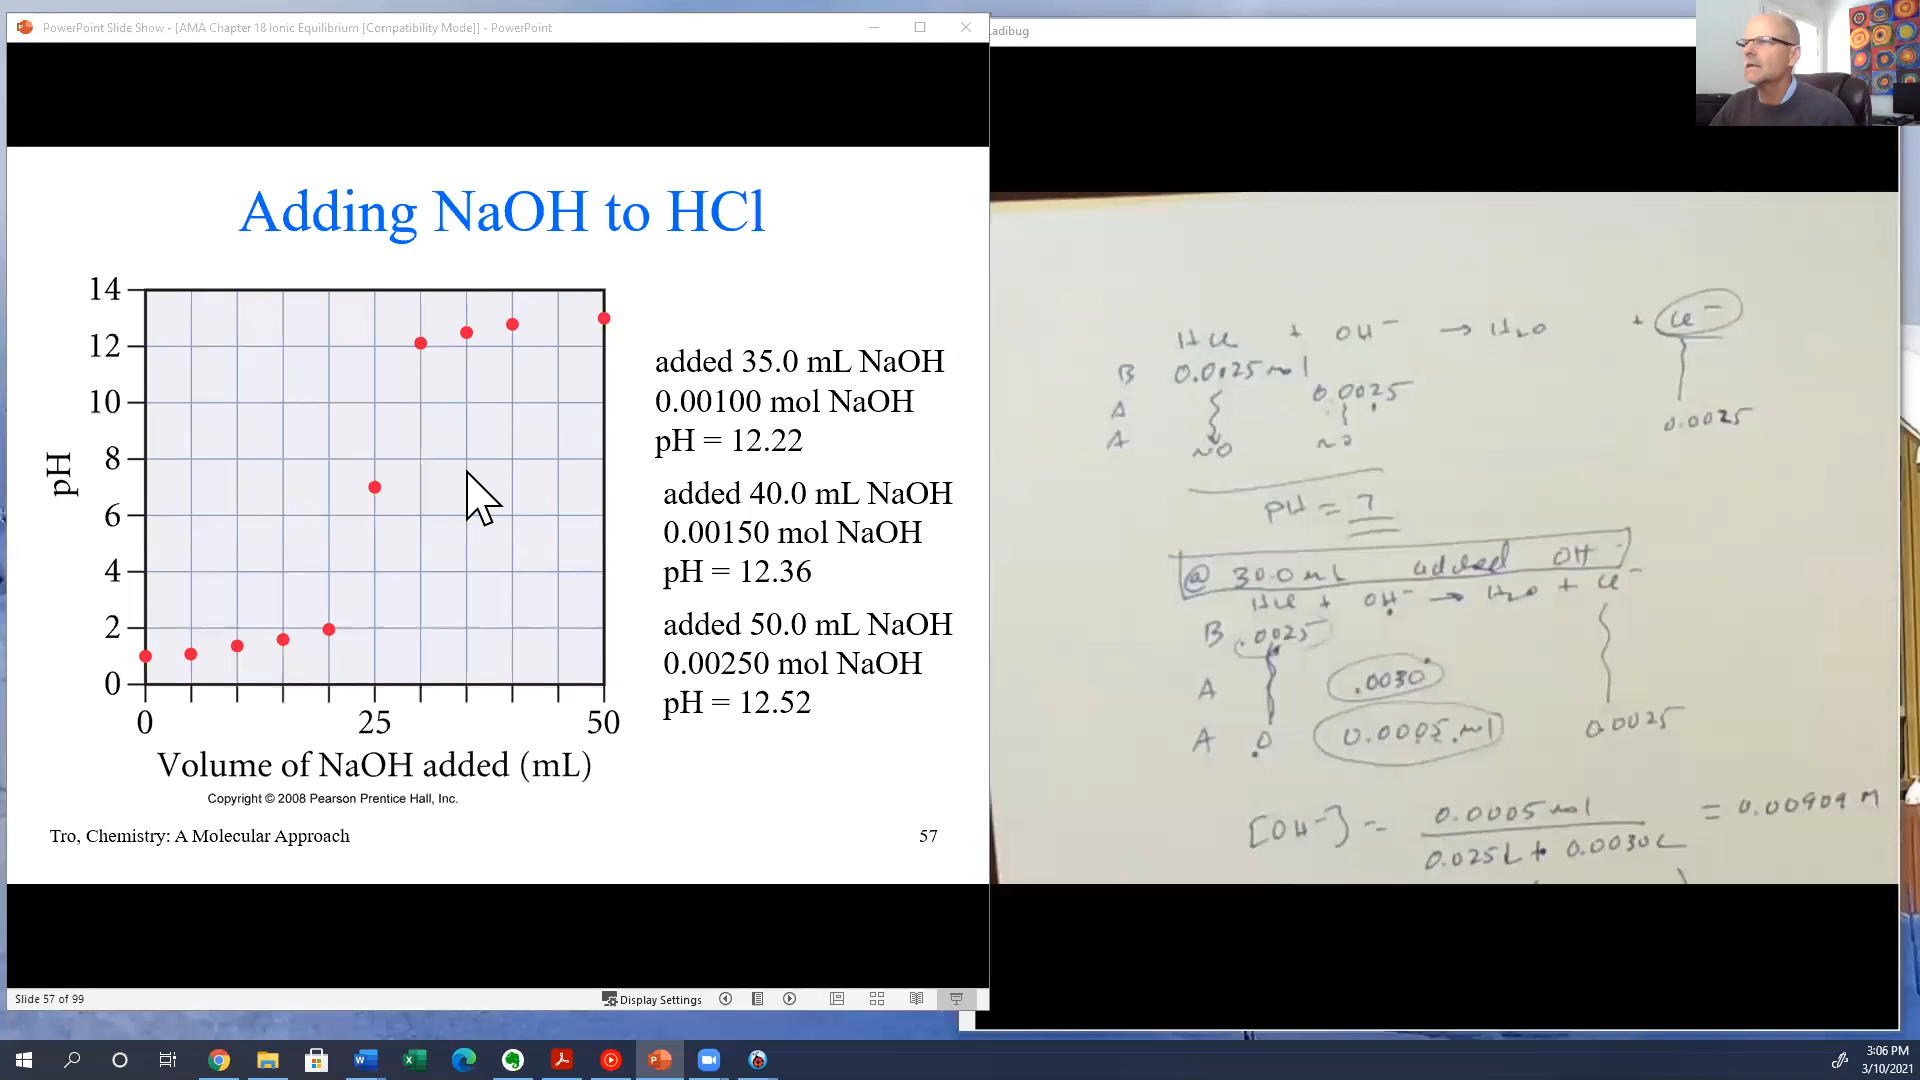 PowerPoint Slide Show - [AMA Chapter 18 Ionic Equilibrium [Compatibility Mode]] - PowerPoint
Adding NaOH to HCl
14
12
10
8
6
4
2
0
pH
0 25 50
Volume of NaOH added (mL)
Copyright © 2008 Pearson Prentice Hall, Inc.
added 35.0 mL NaOH
0.00100 mol NaOH
pH = 12.22
added 40.0 mL NaOH
0.00150 mol NaOH
pH = 12.36
added 50.0 mL NaOH
0.00250 mol NaOH
pH = 12.52
Tro, Chemistry: A Molecular Approach 57
Slide 57 of 99
Display Settings
Ladibug
HCl + OH⁻ → H2O + Cl⁻
B 0.0025 mol
0.0025
A
A NO NO
0.0025
pH = 7
@ 30.0 mL added OH⁻
HCl + OH⁻ → H2O + Cl⁻
B .0025
A .0030
A 0 0.0005 mol 0.0025
[OH⁻] = 0.0005 mol = 0.00909 M
0.025L + 0.0030L
3:06 PM
3/10/2021